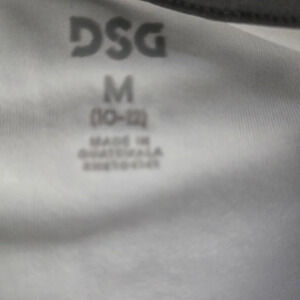 DSG
M
(10-12)
MADE IN
GUATEMALA